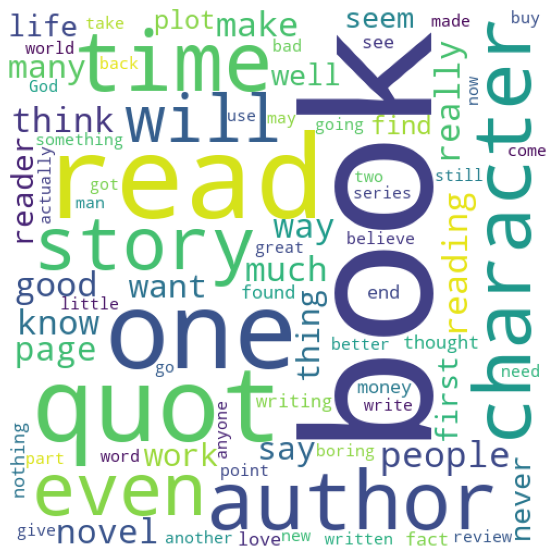 life
take
plot
make
seem
made
buy
world
time
see
many
back
bad
well
book
really
character
God
think
will
use
may
going
find
now
something
read
come
reader
actually
got
man
two
series
still
reading
story
way
believe
great
good
want
much
found
end
little
know
one
thing
better
thought
page
go
first
need
money
quot
writing
write
nothing
anyone
say
boring
people
never
part
word
work
point
even
author
give
novel
another
love
new
written
fact
review